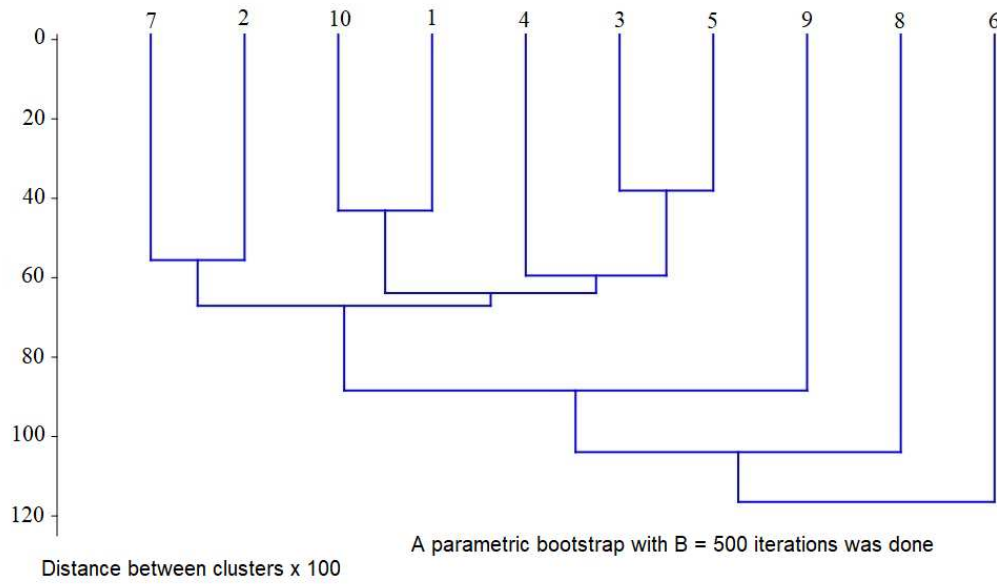 7 2 10 1 4 3 5 9 8 6
0
20
40
60
80
100
120
A parametric bootstrap with B = 500 iterations was done
Distance between clusters x 100